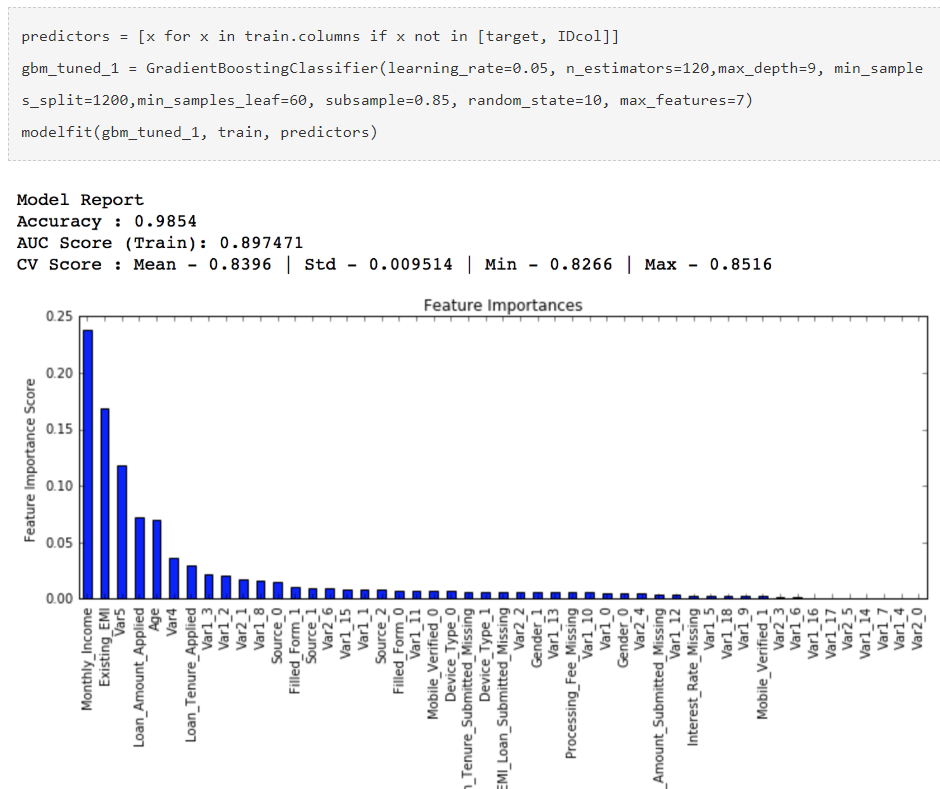 predictors = [x for x in train.columns if x not in [target, IDcol]]
gbm_tuned_1 = GradientBoostingClassifier(learning_rate=0.05, n_estimators=120,max_depth=9, min_sample
s_split=1200,min_samples_leaf=60, subsample=0.85, random_state=10, max_features=7)
modelfit(gbm_tuned_1, train, predictors)
Model Report
Accuracy : 0.9854
AUC Score (Train): 0.897471
CV Score : Mean - 0.8396 | Std - 0.009514 | Min - 0.8266 | Max - 0.8516
Feature Importances
0.25
0.20
0.15
0.10
0.05
0.00
Feature Importance Score
Monthly_Income
Existing_EMI
Var5
Loan_Amount_Applied
Age
Var4
Loan_Tenure_Applied
Var1_3
Var1_2
Var2_1
Var1_8
Source_0
Filled_Form_1
Source_1
Var2_6
Var1_15
Var1_1
Source_2
Filled_Form_0
Var1_11
Mobile_Verified_0
Device_Type_0
n_Tenure_Submitted_Missing
Device_Type_1
EMI_Loan_Submitted_Missing
Var2_2
Gender_1
Var1_13
Processing_Fee_Missing
Var1_10
Var1_0
Gender_0
Var2_4
_Amount_Submitted_Missing
Var1_12
Interest_Rate_Missing
Var1_5
Var1_18
Var1_9
Mobile_Verified_1
Var2_3
Var1_6
Var1_16
Var1_17
Var2_5
Var1_14
Var1_7
Var1_4
Var2_0